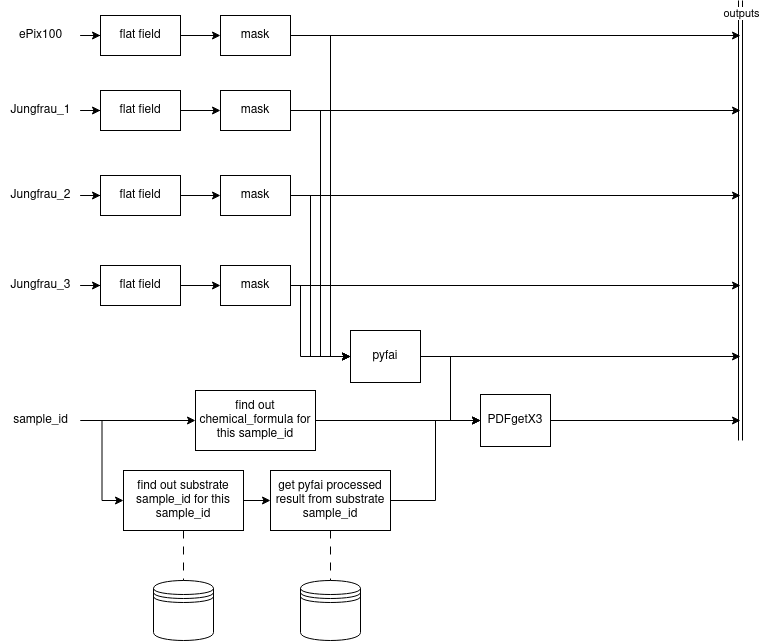 outputs
ePix100
flat field
mask
Jungfrau_1
flat field
mask
Jungfrau_2
flat field
mask
Jungfrau_3
flat field
mask
pyfai
sample_id
find out
chemical_formula for
this sample_id
PDFgetX3
find out substrate
sample_id for this
sample_id
get pyfai processed
result from substrate
sample_id